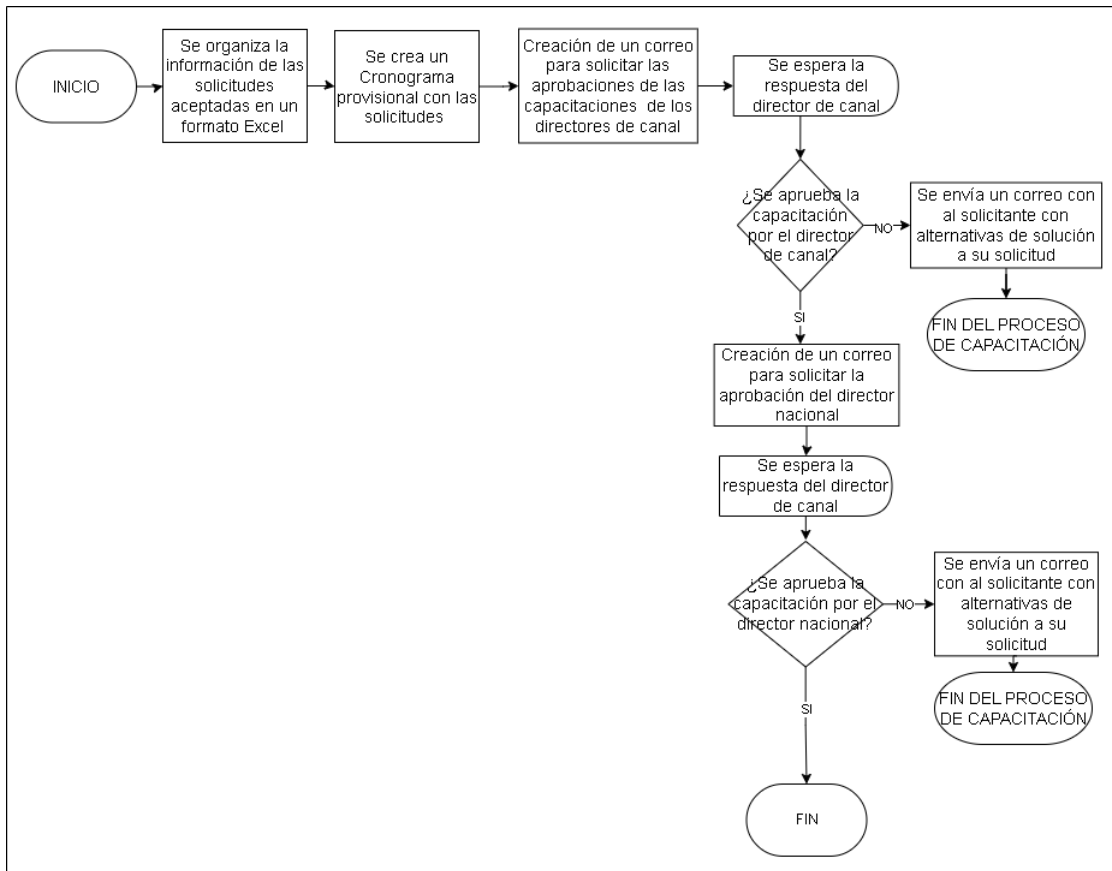 INICIO
Se organiza la
información de las
solicitudes
aceptadas en un
formato Excel
Se crea un
Cronograma
provisional con las
solicitudes
Creación de un correo
para solicitar las
aprobaciones de las
capacitaciones de los
directores de canal
Se espera la
respuesta del
director de canal
¿Se aprueba la
capacitación
por el director
de canal?
NO
Se envía un correo con
al solicitante con
alternativas de solución
a su solicitud
FIN DEL PROCESO
DE CAPACITACIÓN
SI
Creación de un correo
para solicitar la
aprobación del director
nacional
Se espera la
respuesta del director
de canal
¿Se aprueba la
capacitación por el
director nacional?
NO
Se envía un correo
con al solicitante con
alternativas de
solución a su
solicitud
FIN DEL PROCESO
DE CAPACITACIÓN
SI
FIN